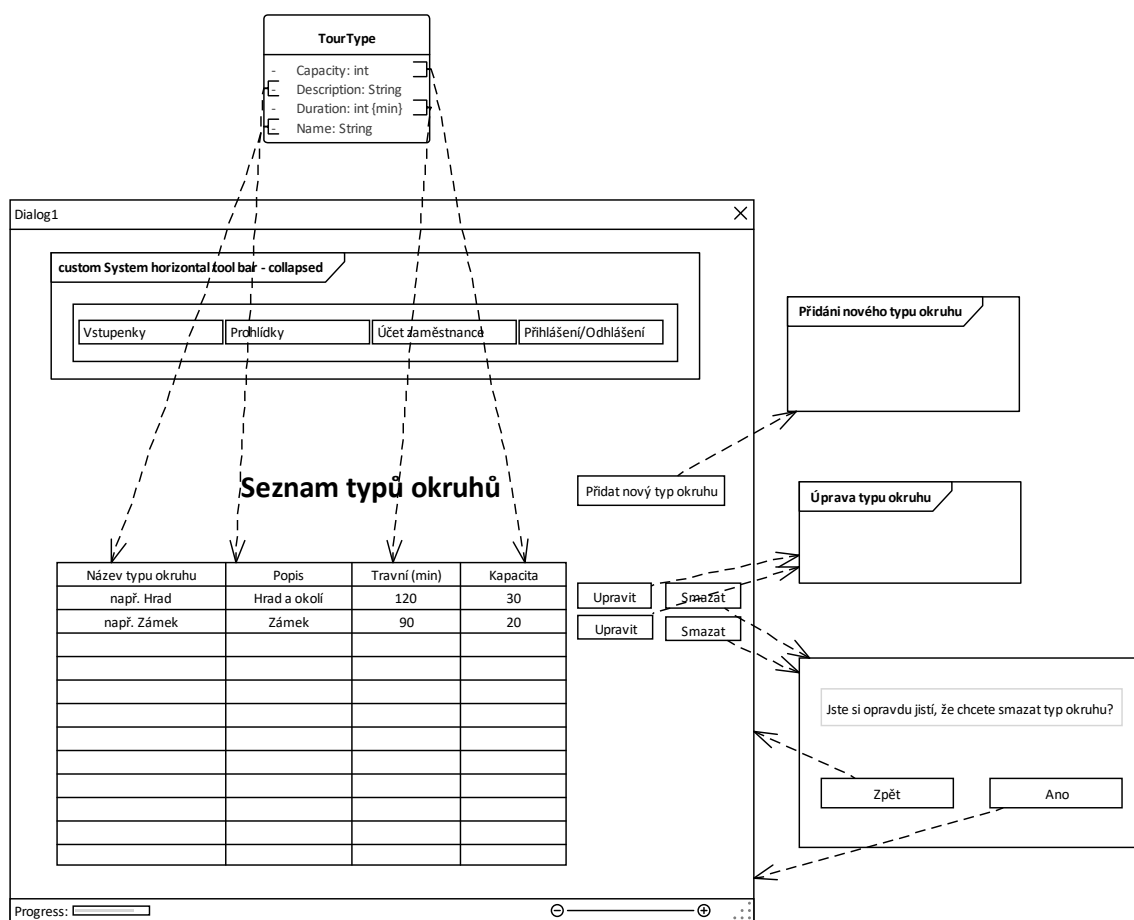 TourType
- Capacity: int
- Description: String
- Duration: int {min}
- Name: String
Dialog1
custom System horizontal tool bar - collapsed
Vstupenky Prohlídky Účet zaměstnance Přihlášení/Odhlášení
Přidáni nového typu okruhu
Seznam typů okruhů
Přidat nový typ okruhu
Úprava typu okruhu
Název typu okruhu Popis Travní (min) Kapacita
např. Hrad Hrad a okolí 120 30 Upravit Smazat
např. Zámek Zámek 90 20 Upravit Smazat
Jste si opravdu jistí, že chcete smazat typ okruhu?
Zpět Ano
Progress: